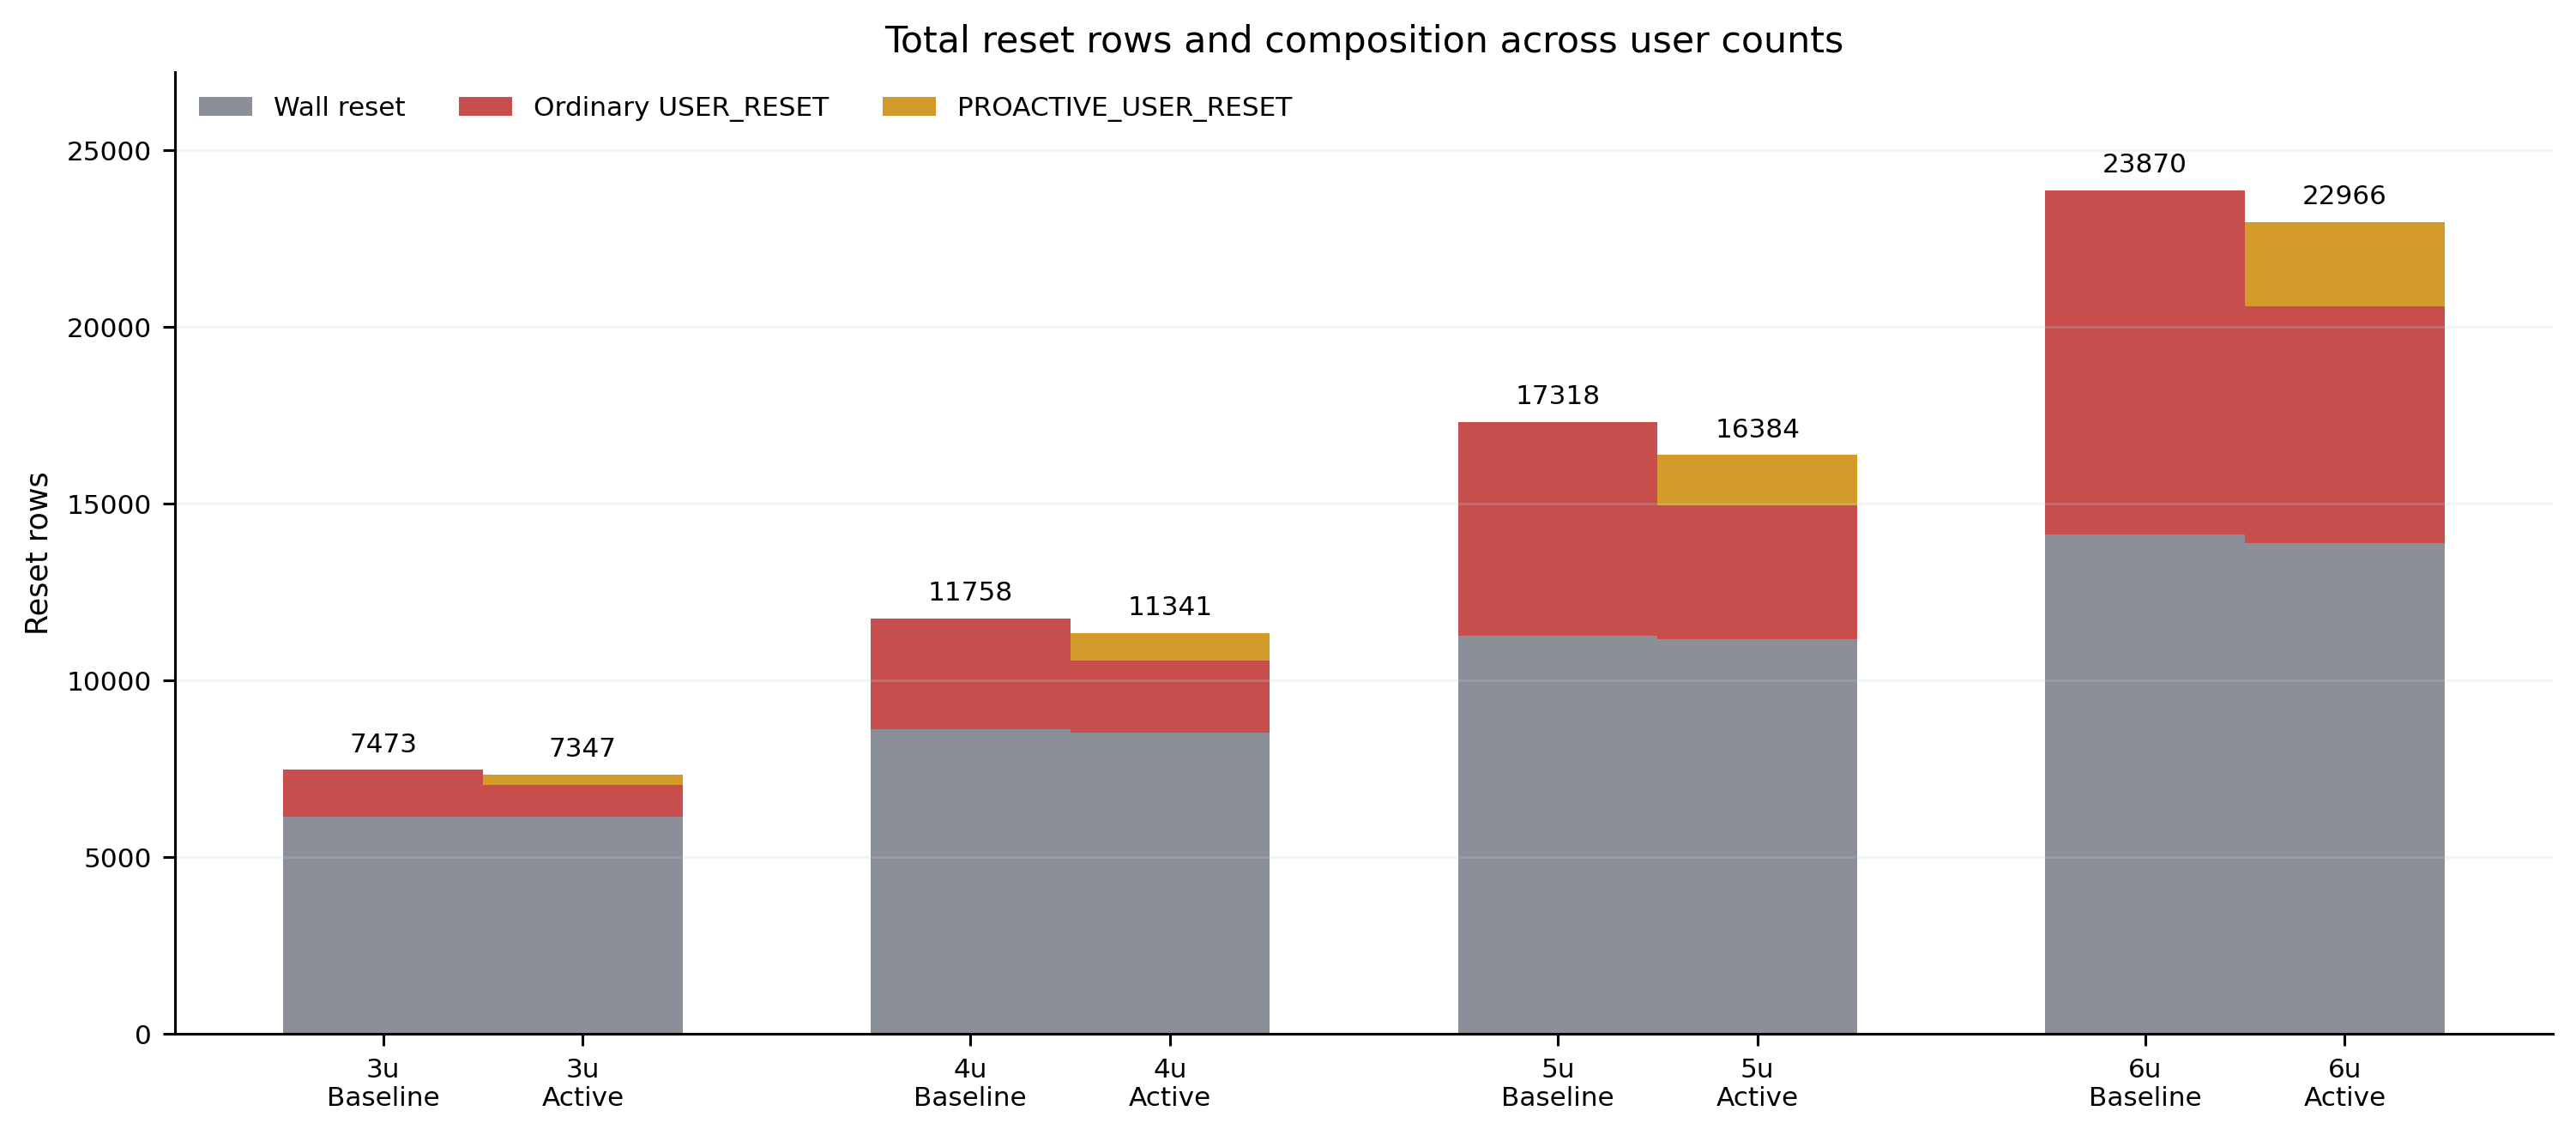 Total reset rows and composition across user counts
Wall reset
Ordinary USER_RESET
PROACTIVE_USER_RESET
Reset rows
25000
20000
15000
10000
5000
0
7473
7347
11758
11341
17318
16384
23870
22966
3u
Baseline
3u
Active
4u
Baseline
4u
Active
5u
Baseline
5u
Active
6u
Baseline
6u
Active